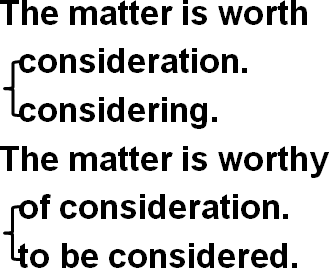 The matter is worth
consideration.
considering.
The matter is worthy
of consideration.
to be considered.